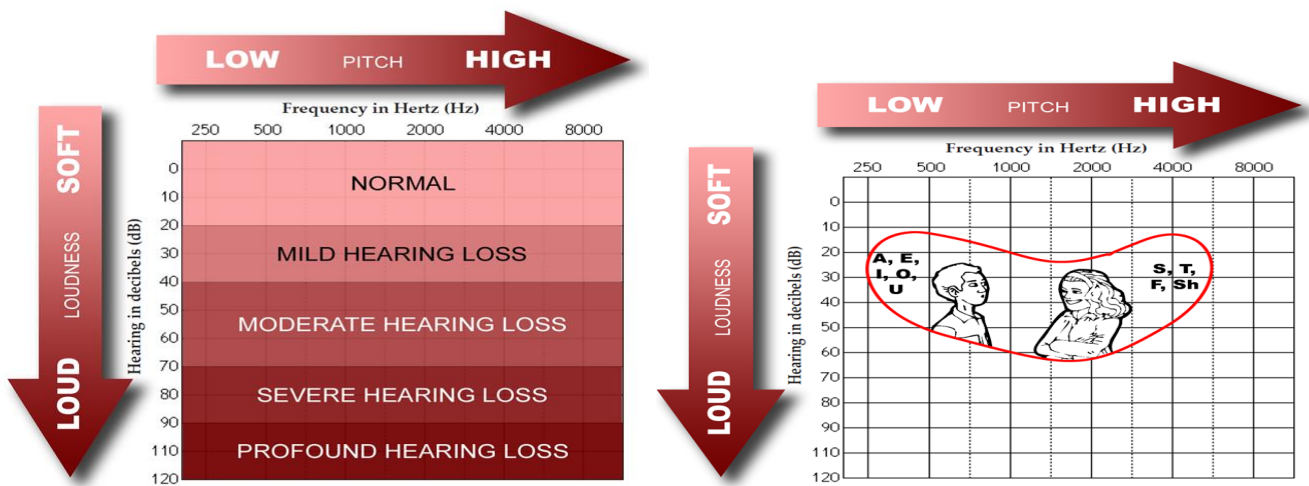 LOW PITCH HIGH
Frequency in Hertz (Hz)
250 500 1000 2000 4000 8000
SOFT
LOUDNESS
LOUD
Hearing in decibels (dB)
0
10
20
30
40
50
60
70
80
90
110
120
NORMAL
MILD HEARING LOSS
MODERATE HEARING LOSS
SEVERE HEARING LOSS
PROFOUND HEARING LOSS
LOW PITCH HIGH
Frequency in Hertz (Hz)
250 500 1000 2000 4000 8000
SOFT
LOUDNESS
LOUD
Hearing in decibels (dB)
0
10
20
30
40
50
60
70
80
90
110
120
A, E,
I, O,
U
S, T,
F, Sh